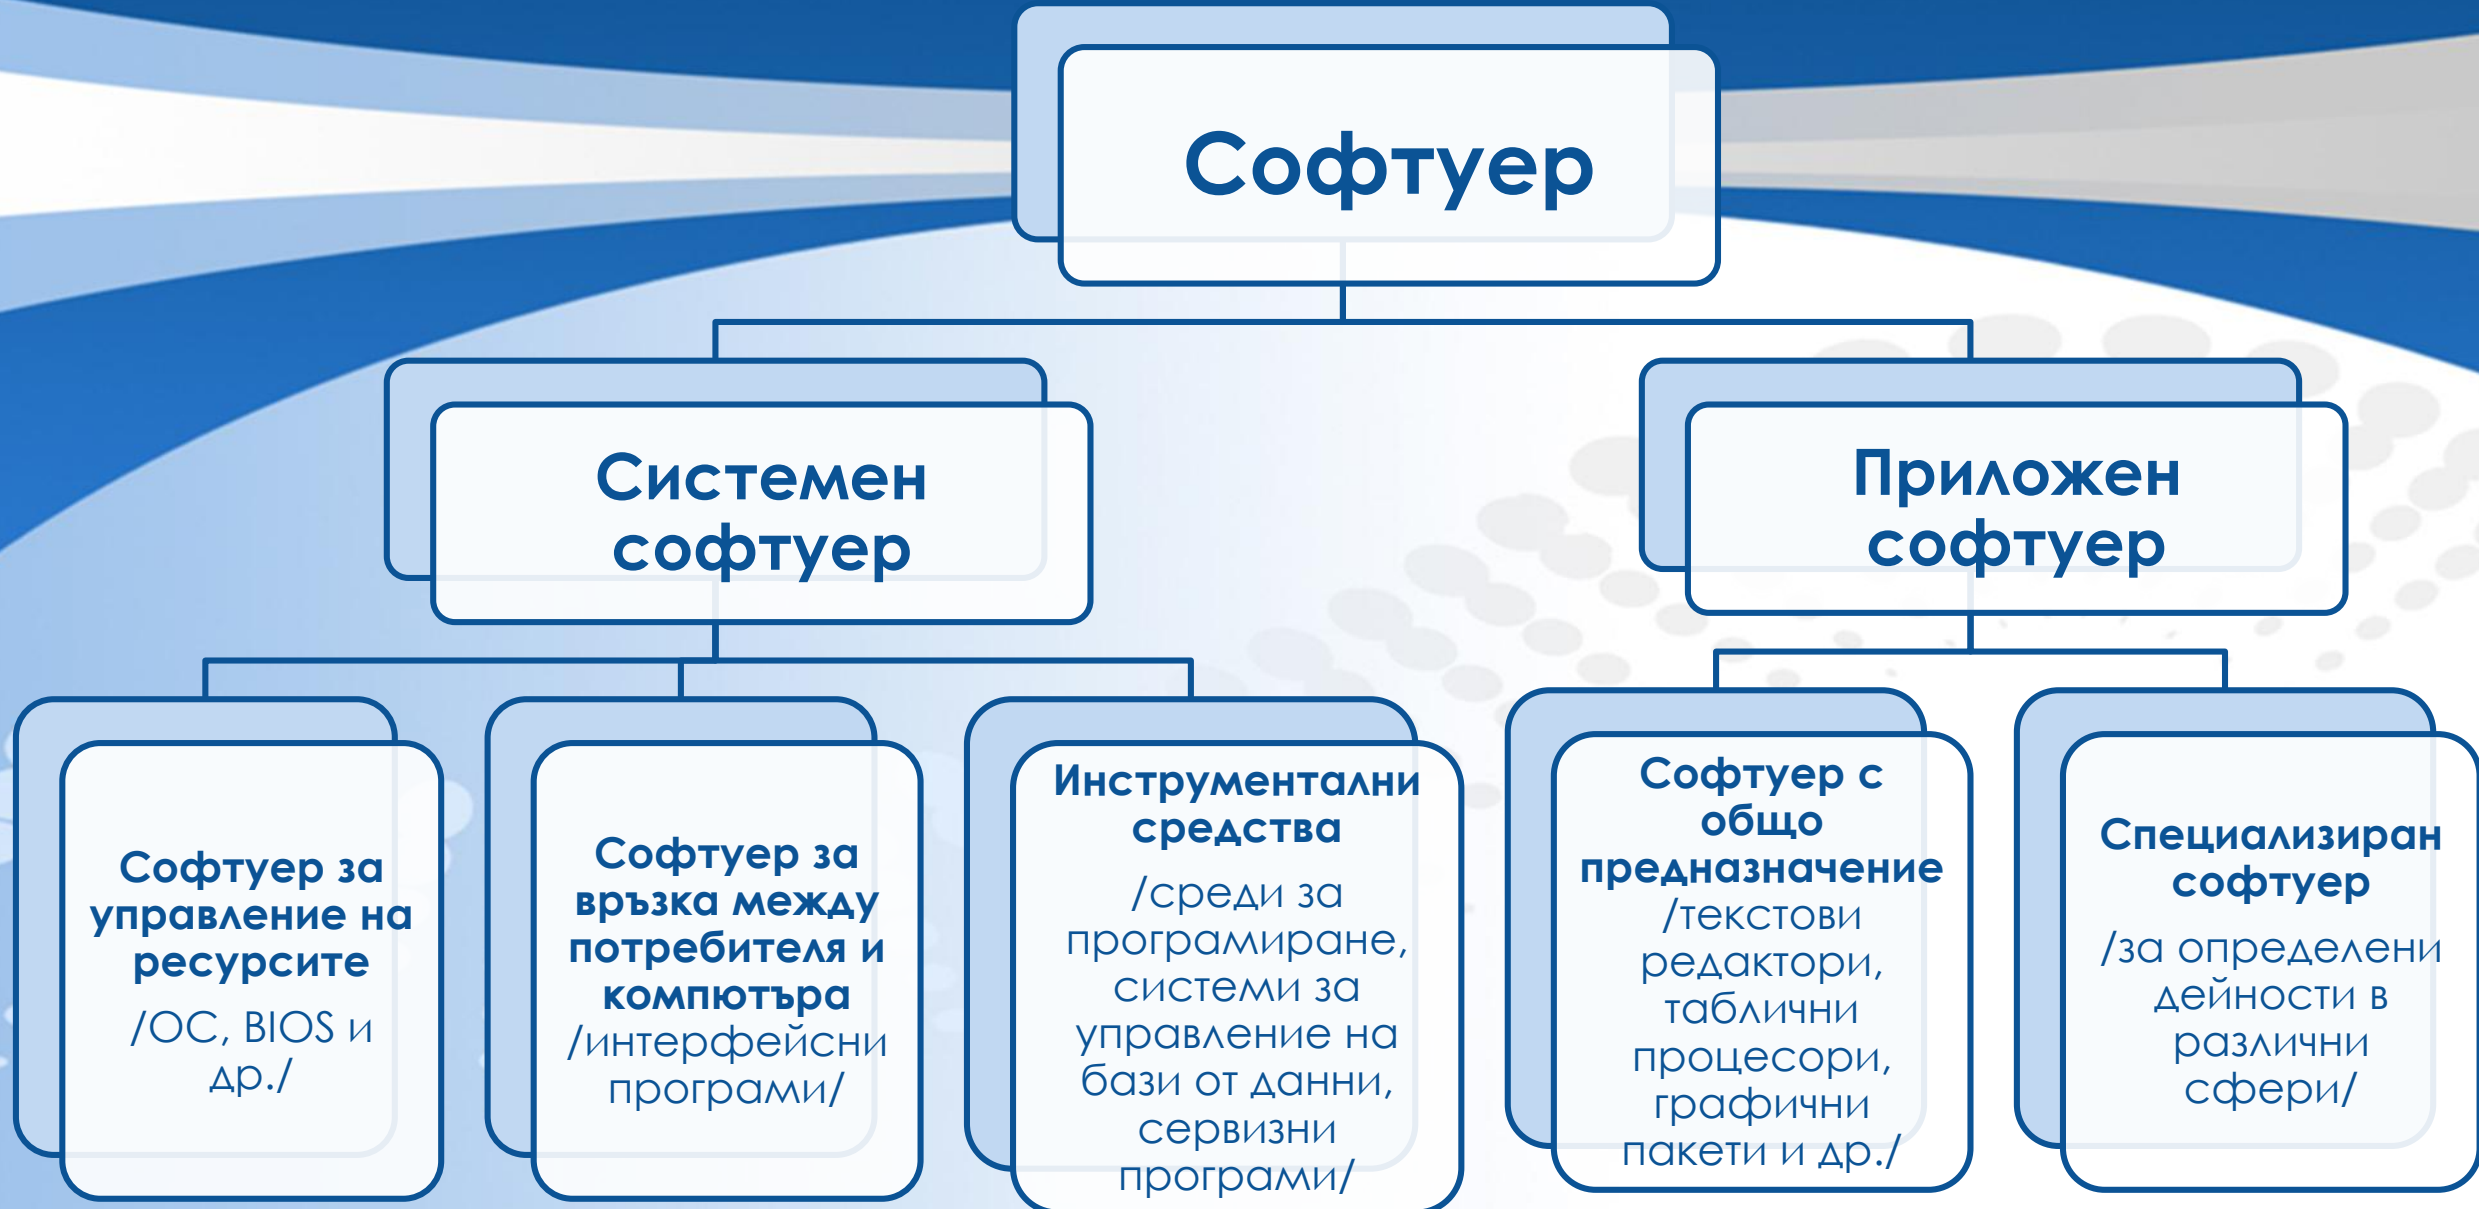 Софтуер
Системен
софтуер
Приложен
софтуер
Софтуер за
управление на
ресурсите
/ОС, BIOS и
др./
Софтуер за
връзка между
потребителя и
компютъра
/интерфейсни
програми/
Инструментални
средства
/среди за
програмиране,
системи за
управление на
бази от данни,
сервизни
програми/
Софтуер с
общо
предназначение
/текстови
редактори,
таблични
процесори,
графични
пакети и др./
Специализиран
софтуер
/за определени
дейности в
различни
сфери/